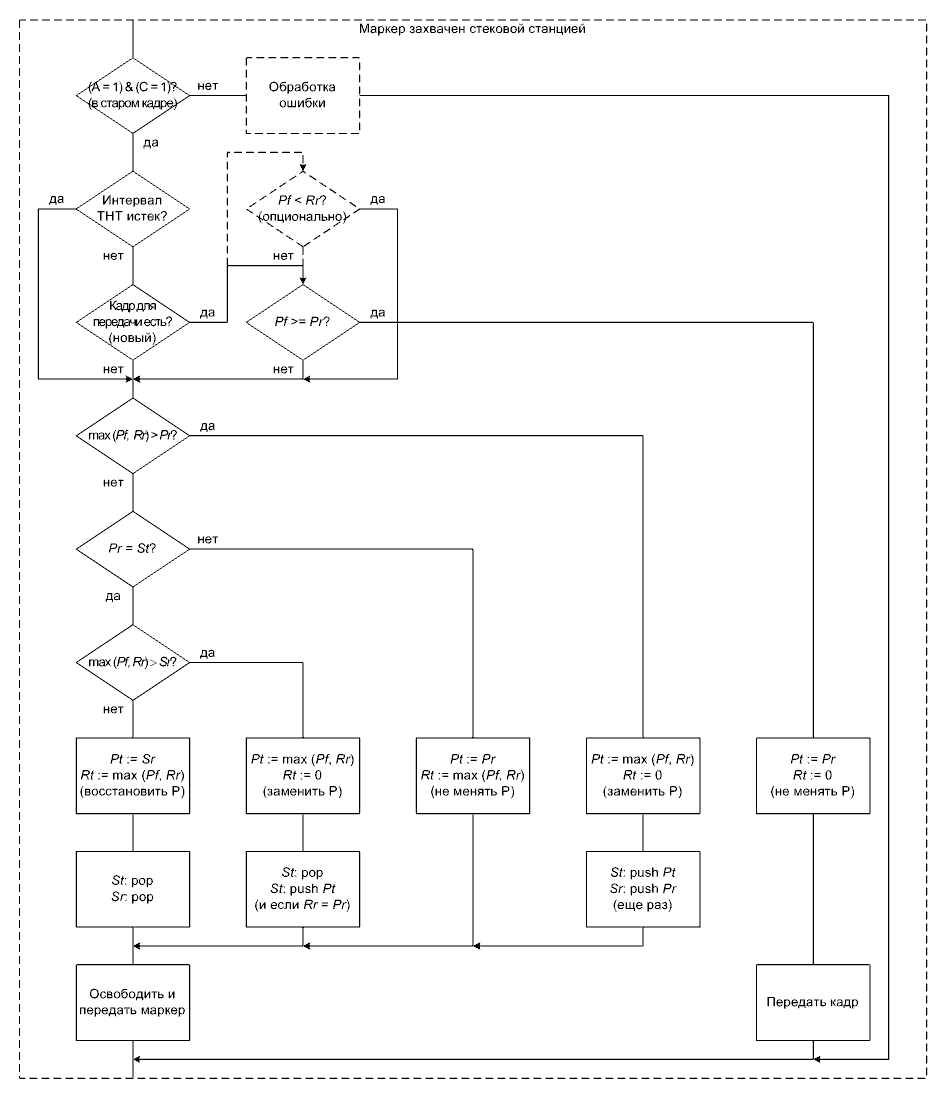 Маркер захвачен стековой станцией
(A = 1) & (C = 1)?
(в старом кадре)
нет
Обработка
ошибки
да
да
Интервал
THT истек?
Pf < Rr?
(опционально)
да
нет
нет
Кадр для
передачи есть?
(новый)
да
Pf >= Pr?
да
нет
нет
max (Pf, Rr) > Pr?
да
нет
Pr = St?
нет
да
max (Pf, Rr) > Sr?
да
нет
Pt := Sr
Rt := max (Pf, Rr)
(восстановить P)
Pt := max (Pf, Rr)
Rt := 0
(заменить P)
Pt := Pr
Rt := max (Pf, Rr)
(не менять P)
Pt := max (Pf, Rr)
Rt := 0
(заменить P)
Pt := Pr
Rt := 0
(не менять P)
St: pop
Sr: pop
St: pop
St: push Pt
(и если Rr = Pr)
St: push Pt
Sr: push Pr
(еще раз)
Освободить и
передать маркер
Передать кадр